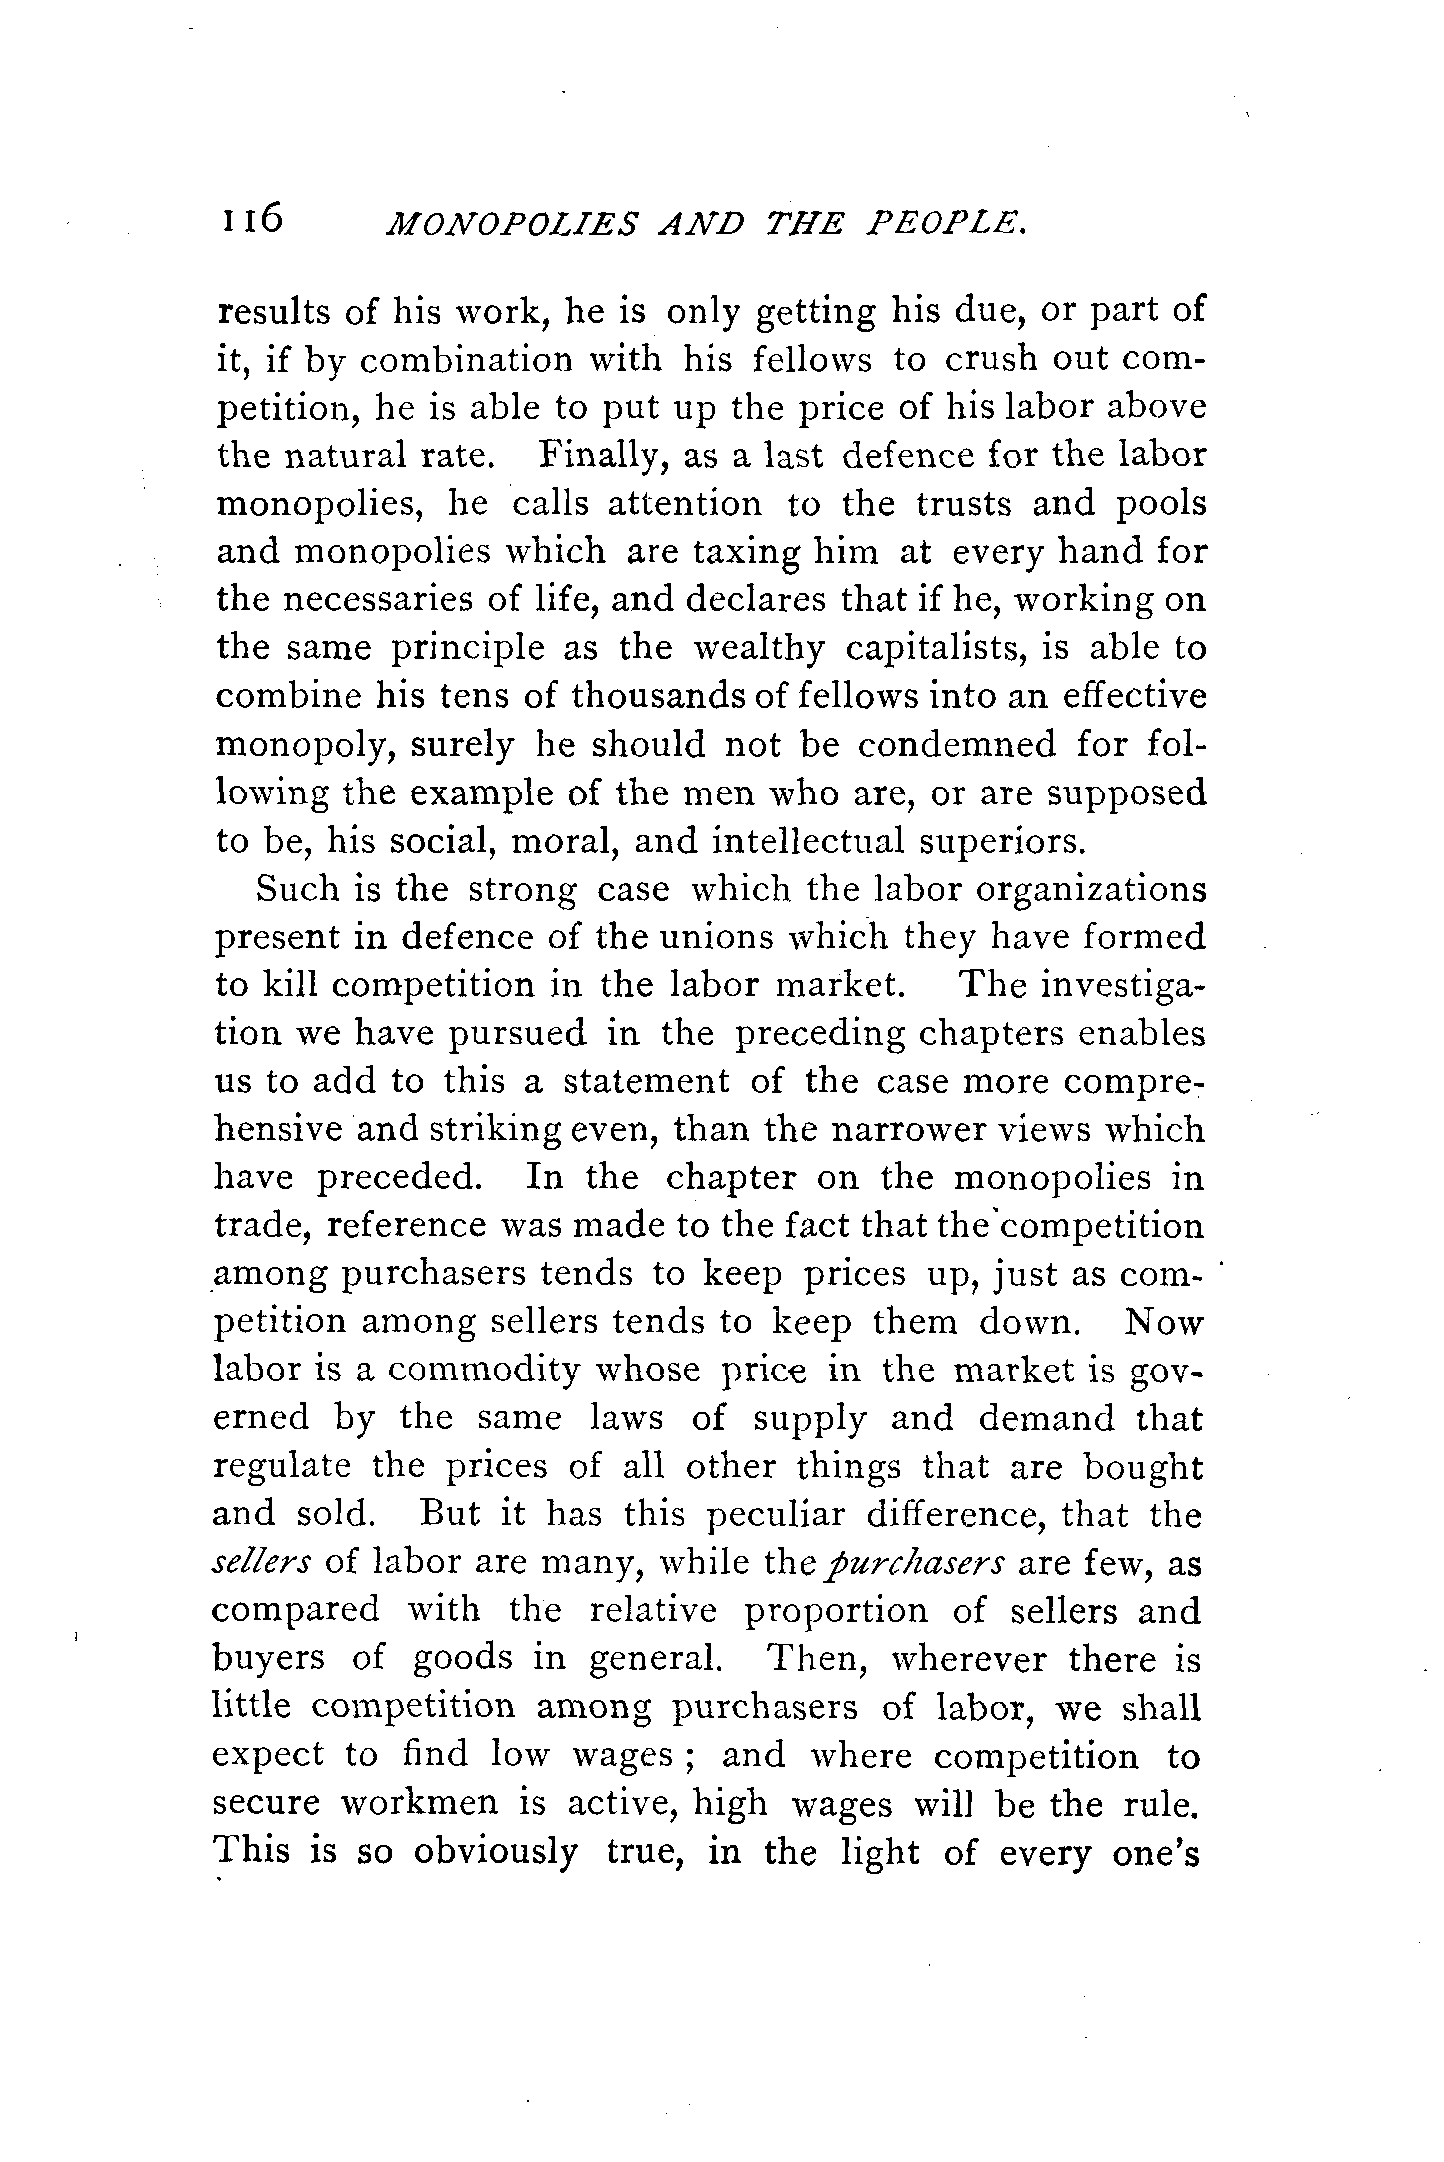 116 MONOPOLIES AND THE PEOPLE.
results of his work, he is only getting his due, or part of
it, if by combination with his fellows to crush out com-
petition, he is able to put up the price of his labor above
the natural rate. Finally, as a last defence for the labor
monopolies, he calls attention to the trusts and pools
and monopolies which are taxing him at every hand for
the necessaries of life, and declares that if he, working on
the same principle as the wealthy capitalists, is able to
combine his tens of thousands of fellows into an effective
monopoly, surely he should not be condemned for fol-
lowing the example of the men who are, or are supposed
to be, his social, moral, and intellectual superiors.
Such is the strong case which the labor organizations
present in defence of the unions which they have formed
to kill competition in the labor market. The investiga-
tion we have pursued in the preceding chapters enables
us to add to this a statement of the case more compre-
hensive and striking even, than the narrower views which
have preceded. In the chapter on the monopolies in
trade, reference was made to the fact that the competition
among purchasers tends to keep prices up, just as com-
petition among sellers tends to keep them down. Now
labor is a commodity whose price in the market is gov-
erned by the same laws of supply and demand that
regulate the prices of all other things that are bought
and sold. But it has this peculiar difference, that the
sellers of labor are many, while the purchasers are few, as
compared with the relative proportion of sellers and
buyers of goods in general. Then, wherever there is
little competition among purchasers of labor, we shall
expect to find low wages ; and where competition to
secure workmen is active, high wages will be the rule.
This is so obviously true, in the light of every one's